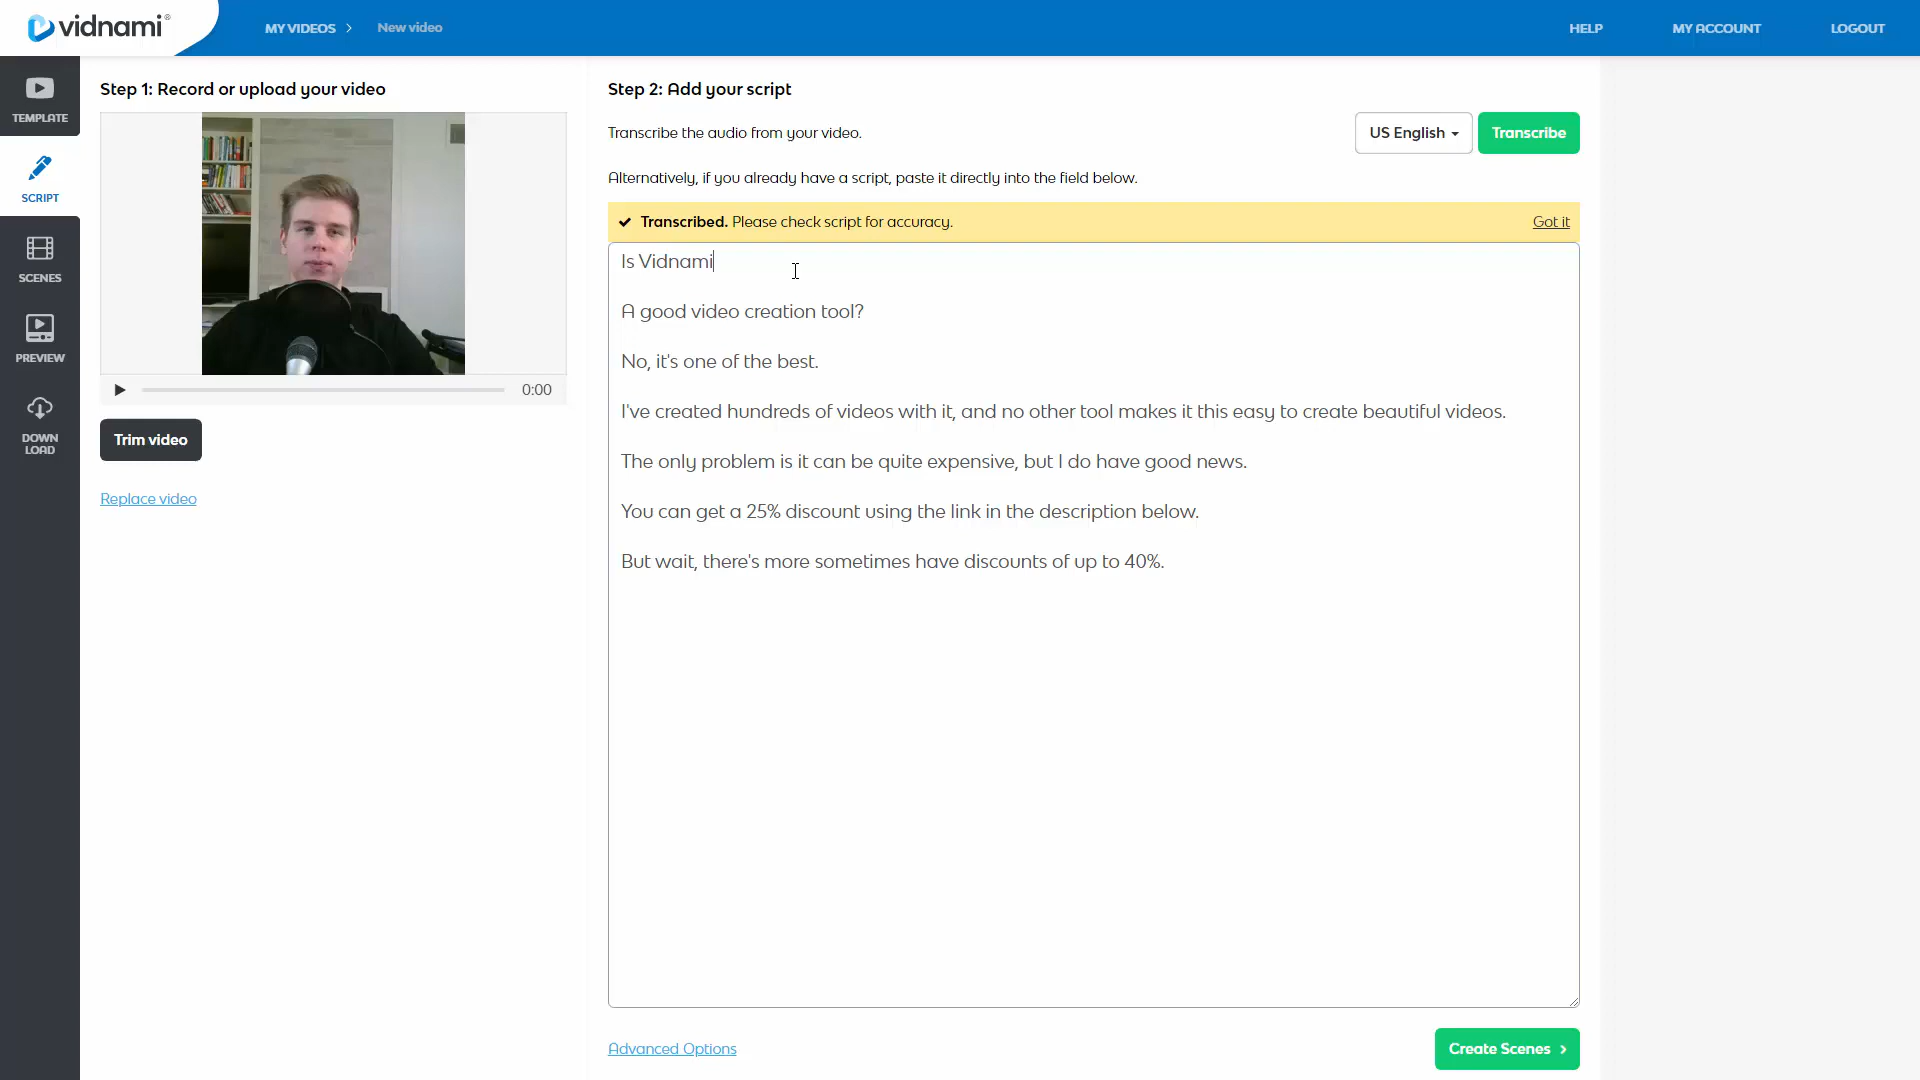 vidnami®
MY VIDEOS > New video
HELP
MY ACCOUNT
LOGOUT
TEMPLATE
SCRIPT
SCENES
PREVIEW
DOWN
LOAD
Step 1: Record or upload your video
0:00
Trim video
Replace video
Step 2: Add your script
Transcribe the audio from your video.
US English
Transcribe
Alternatively, if you already have a script, paste it directly into the field below.
Transcribed. Please check script for accuracy.
Got it
Is Vidnami
A good video creation tool?
No, it's one of the best.
I've created hundreds of videos with it, and no other tool makes it this easy to create beautiful videos.
The only problem is it can be quite expensive, but I do have good news.
You can get a 25% discount using the link in the description below.
But wait, there's more sometimes have discounts of up to 40%.
Advanced Options
Create Scenes >